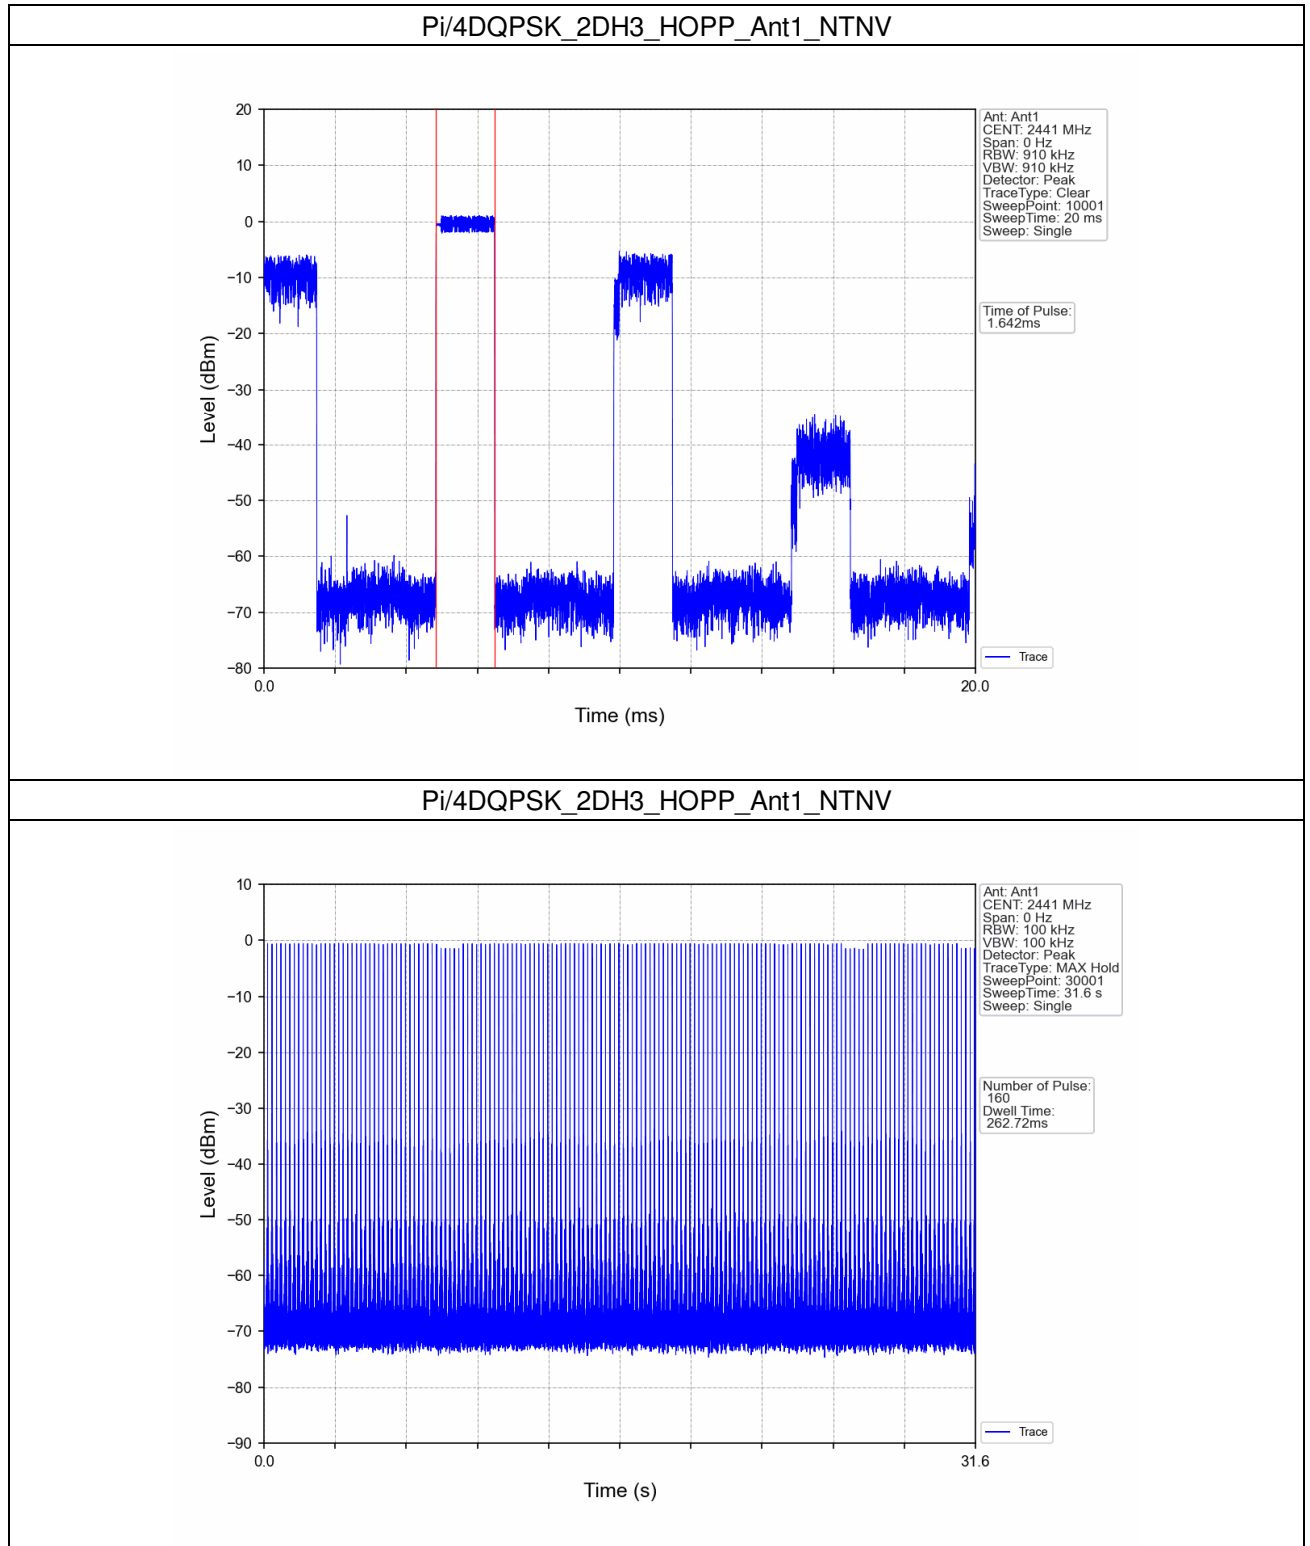 Pi/4DQPSK_2DH3_HOPP_Ant1_NTNV
20
10
0
−10
−20
−30
−40
−50
−60
−70
−80
Level (dBm)
0.0
20.0
Time (ms)
Ant: Ant1
CENT: 2441 MHz
Span: 0 Hz
RBW: 910 kHz
VBW: 910 kHz
Detector: Peak
TraceType: Clear
SweepPoint: 10001
SweepTime: 20 ms
Sweep: Single
Time of Pulse:
1.642ms
Trace
Pi/4DQPSK_2DH3_HOPP_Ant1_NTNV
10
0
−10
−20
−30
−40
−50
−60
−70
−80
−90
Level (dBm)
0.0
31.6
Time (s)
Ant: Ant1
CENT: 2441 MHz
Span: 0 Hz
RBW: 100 kHz
VBW: 100 kHz
Detector: Peak
TraceType: MAX Hold
SweepPoint: 30001
SweepTime: 31.6 s
Sweep: Single
Number of Pulse:
160
Dwell Time:
262.72ms
Trace